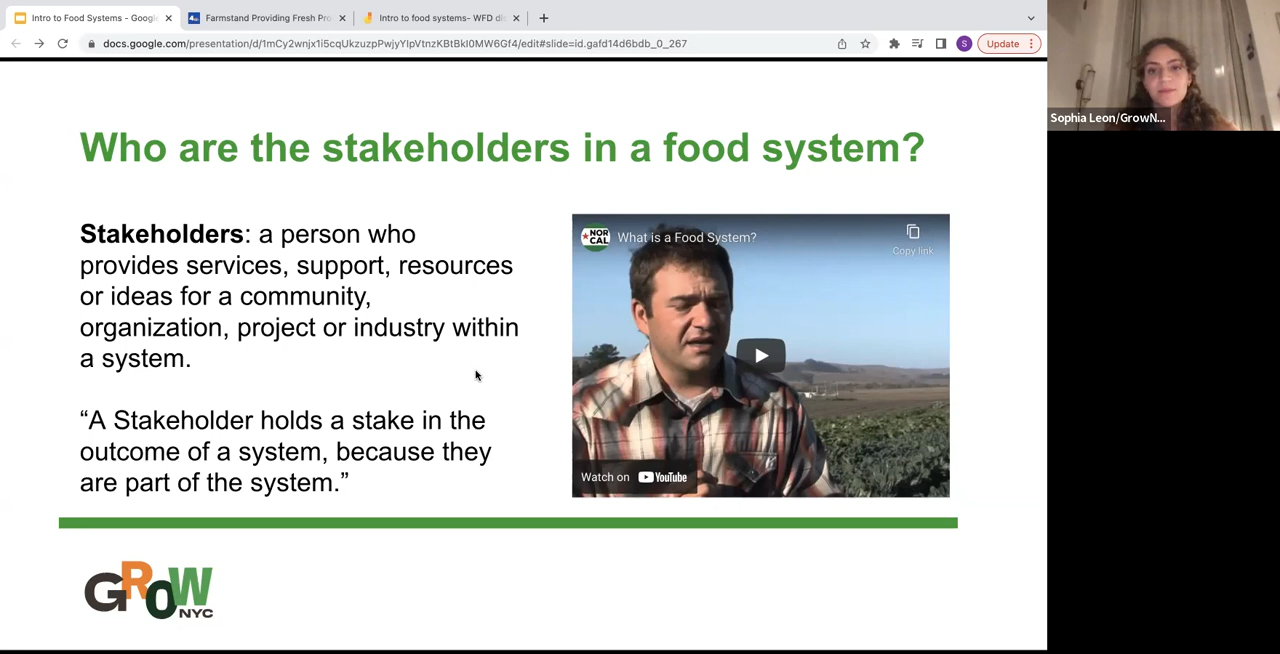 Intro to Food Systems - Google
Farmstand Providing Fresh Pro
Intro to food systems- WFD di
docs.google.com/presentation/d/1mCy2wnjx1i5cqUkzuzpPwjyYIpVtnzKBtBkI0MW6Gf4/edit#slide=id.gafd14d6bdb_0_267
S
Update
Sophia Leon/GrowN...
Who are the stakeholders in a food system?
Stakeholders: a person who
provides services, support, resources
or ideas for a community,
organization, project or industry within
a system.
“A Stakeholder holds a stake in the
outcome of a system, because they
are part of the system.”
NOR
CAL
What is a Food System?
Copy link
Watch on YouTube
GROW
NYC